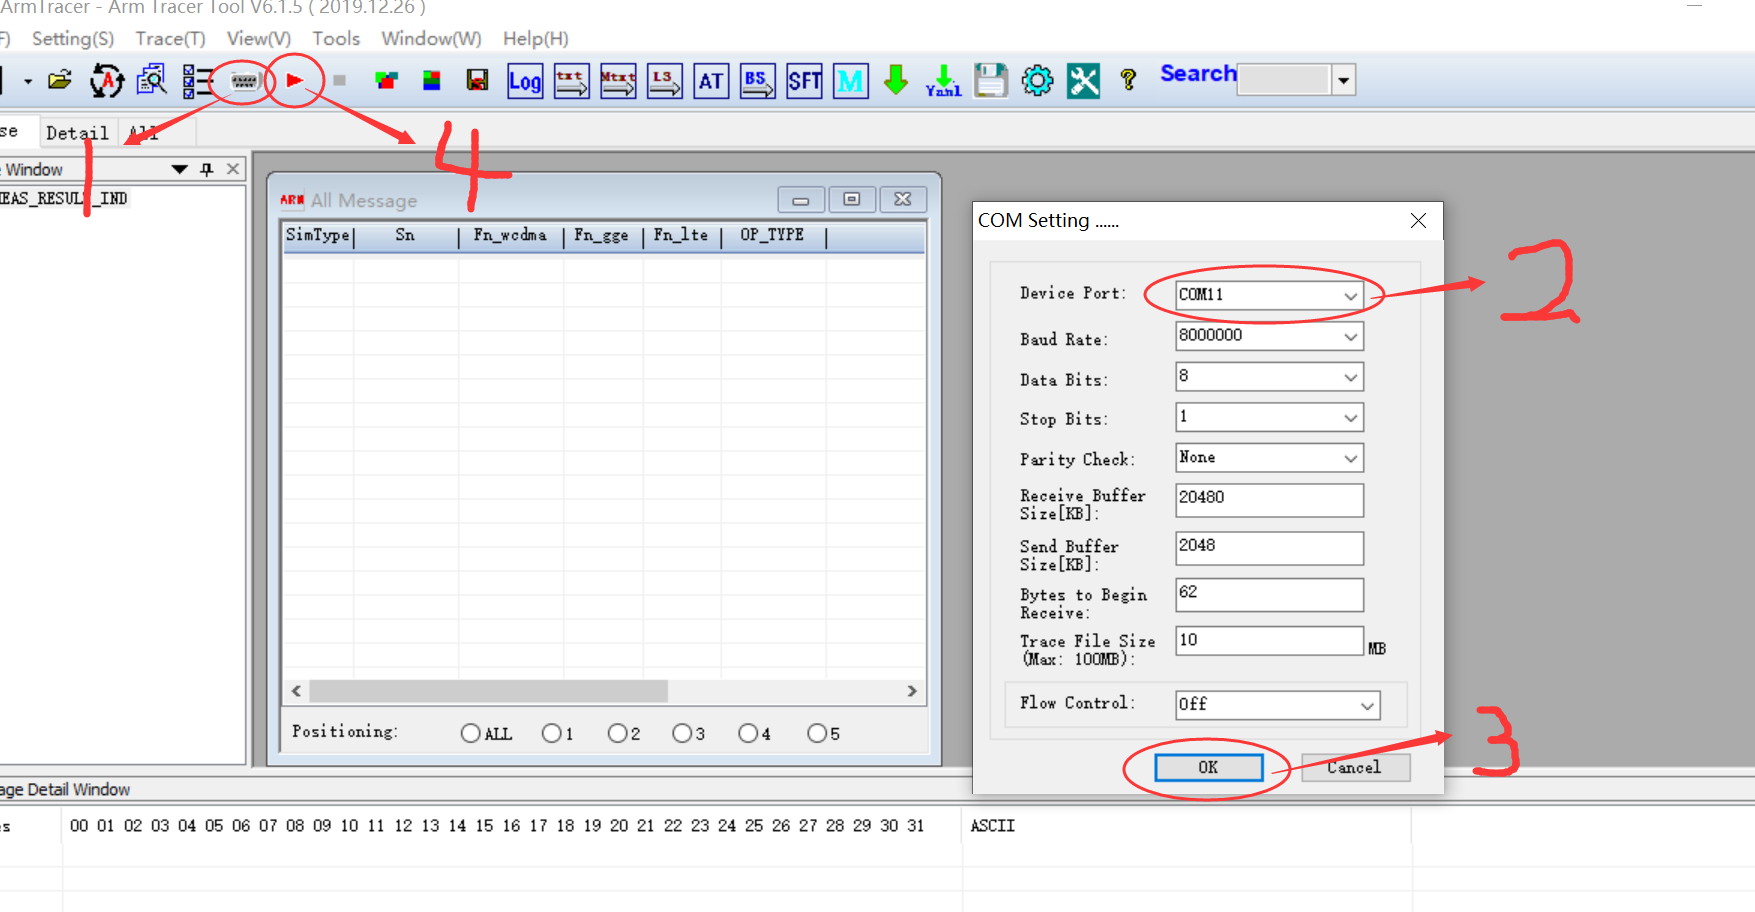 ArmTracer - Arm Tracer Tool V6.1.5 ( 2019.12.26 )
F) Setting(S) Trace(T) View(V) Tools Window(W) Help(H)
A Log txt Mtxt LS AT BS SFT M Yaml ? Search
se Detail All
1 4
Window
EAS_RESULT_IND
ARM All Message
SimType Sn Fn_wcdma Fn_gge Fn_lte OP_TYPE
Positioning: ALL 1 2 3 4 5
COM Setting ......
Device Port: COM11
2
Baud Rate: 8000000
Data Bits: 8
Stop Bits: 1
Parity Check: None
Receive Buffer
Size[KB]: 20480
Send Buffer
Size[KB]: 2048
Bytes to Begin
Receive: 62
Trace File Size
(Max: 100MB): 10 MB
Flow Control: Off
3
OK Cancel
age Detail Window
s 00 01 02 03 04 05 06 07 08 09 10 11 12 13 14 15 16 17 18 19 20 21 22 23 24 25 26 27 28 29 30 31 ASCII